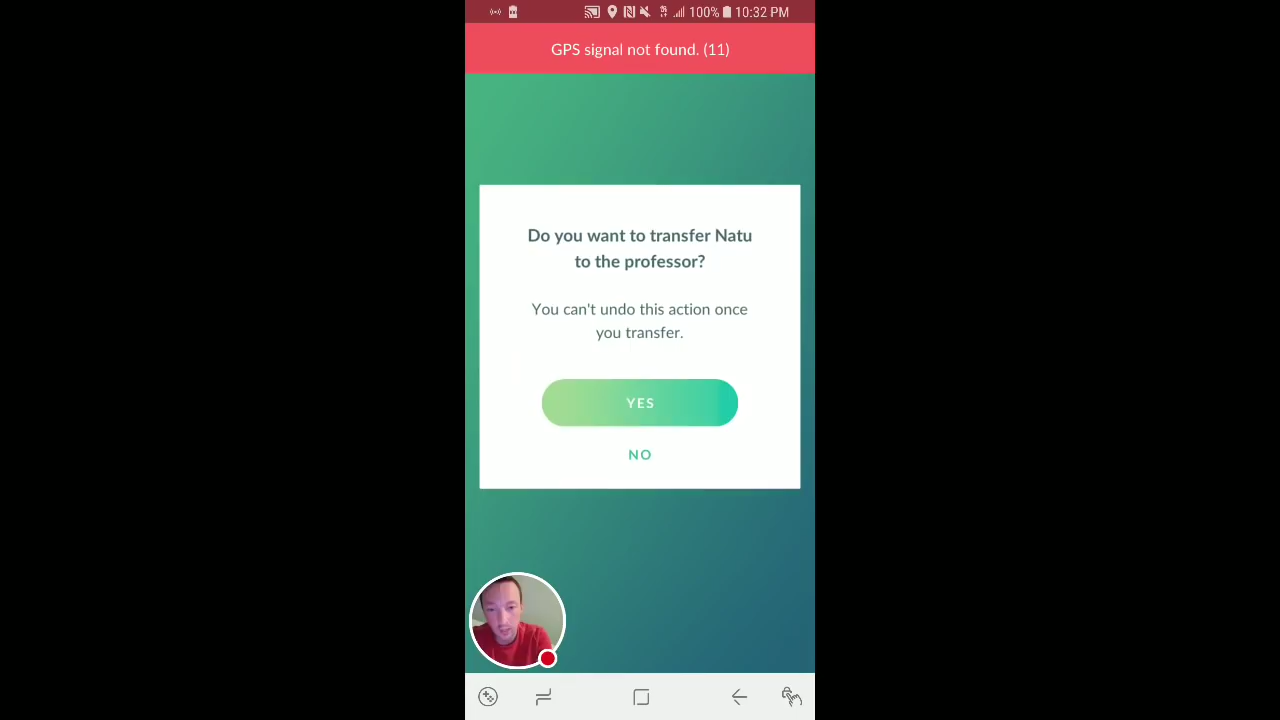 100% 10:32 PM
GPS signal not found. (11)
Do you want to transfer Natu
to the professor?
You can't undo this action once
you transfer.
YES
NO